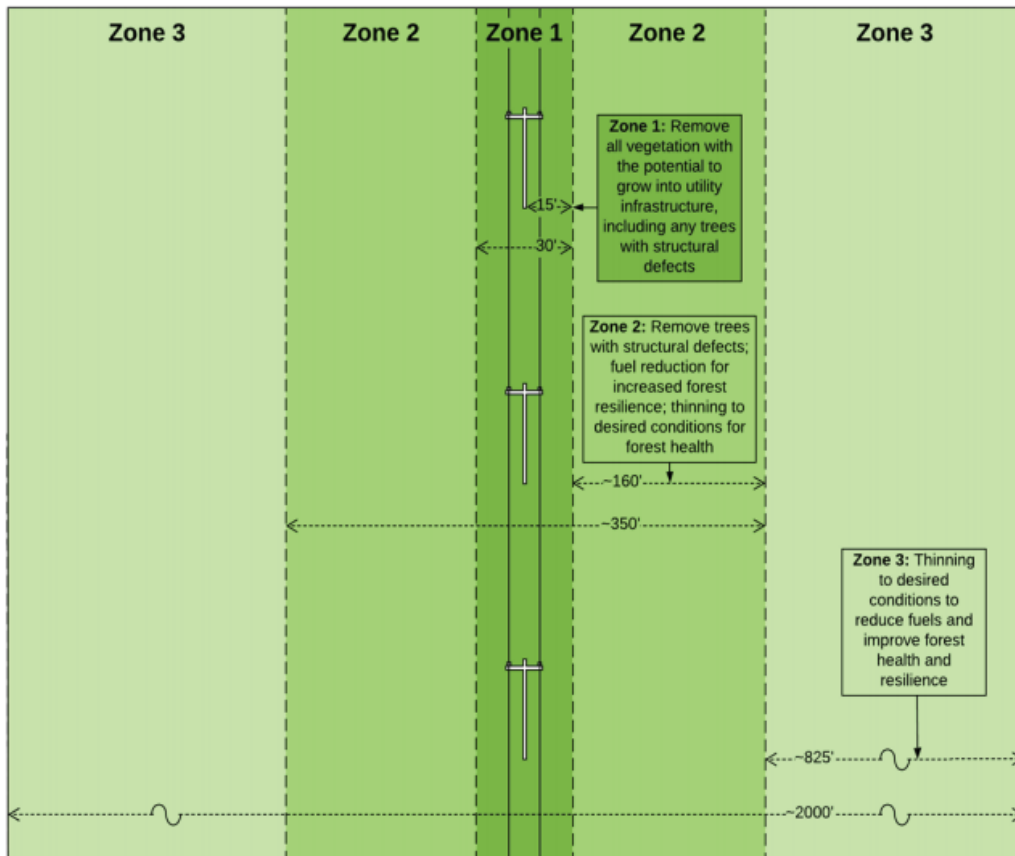 Zone 3
Zone 2
Zone 1
Zone 2
Zone 3
Zone 1: Remove
all vegetation with
the potential to
grow into utility
infrastructure,
including any trees
with structural
defects
15'
30'
Zone 2: Remove trees
with structural defects;
fuel reduction for
increased forest
resilience; thinning to
desired conditions for
forest health
~160'
~350'
Zone 3: Thinning
to desired
conditions to
reduce fuels and
improve forest
health and
resilience
~825'
~2000'